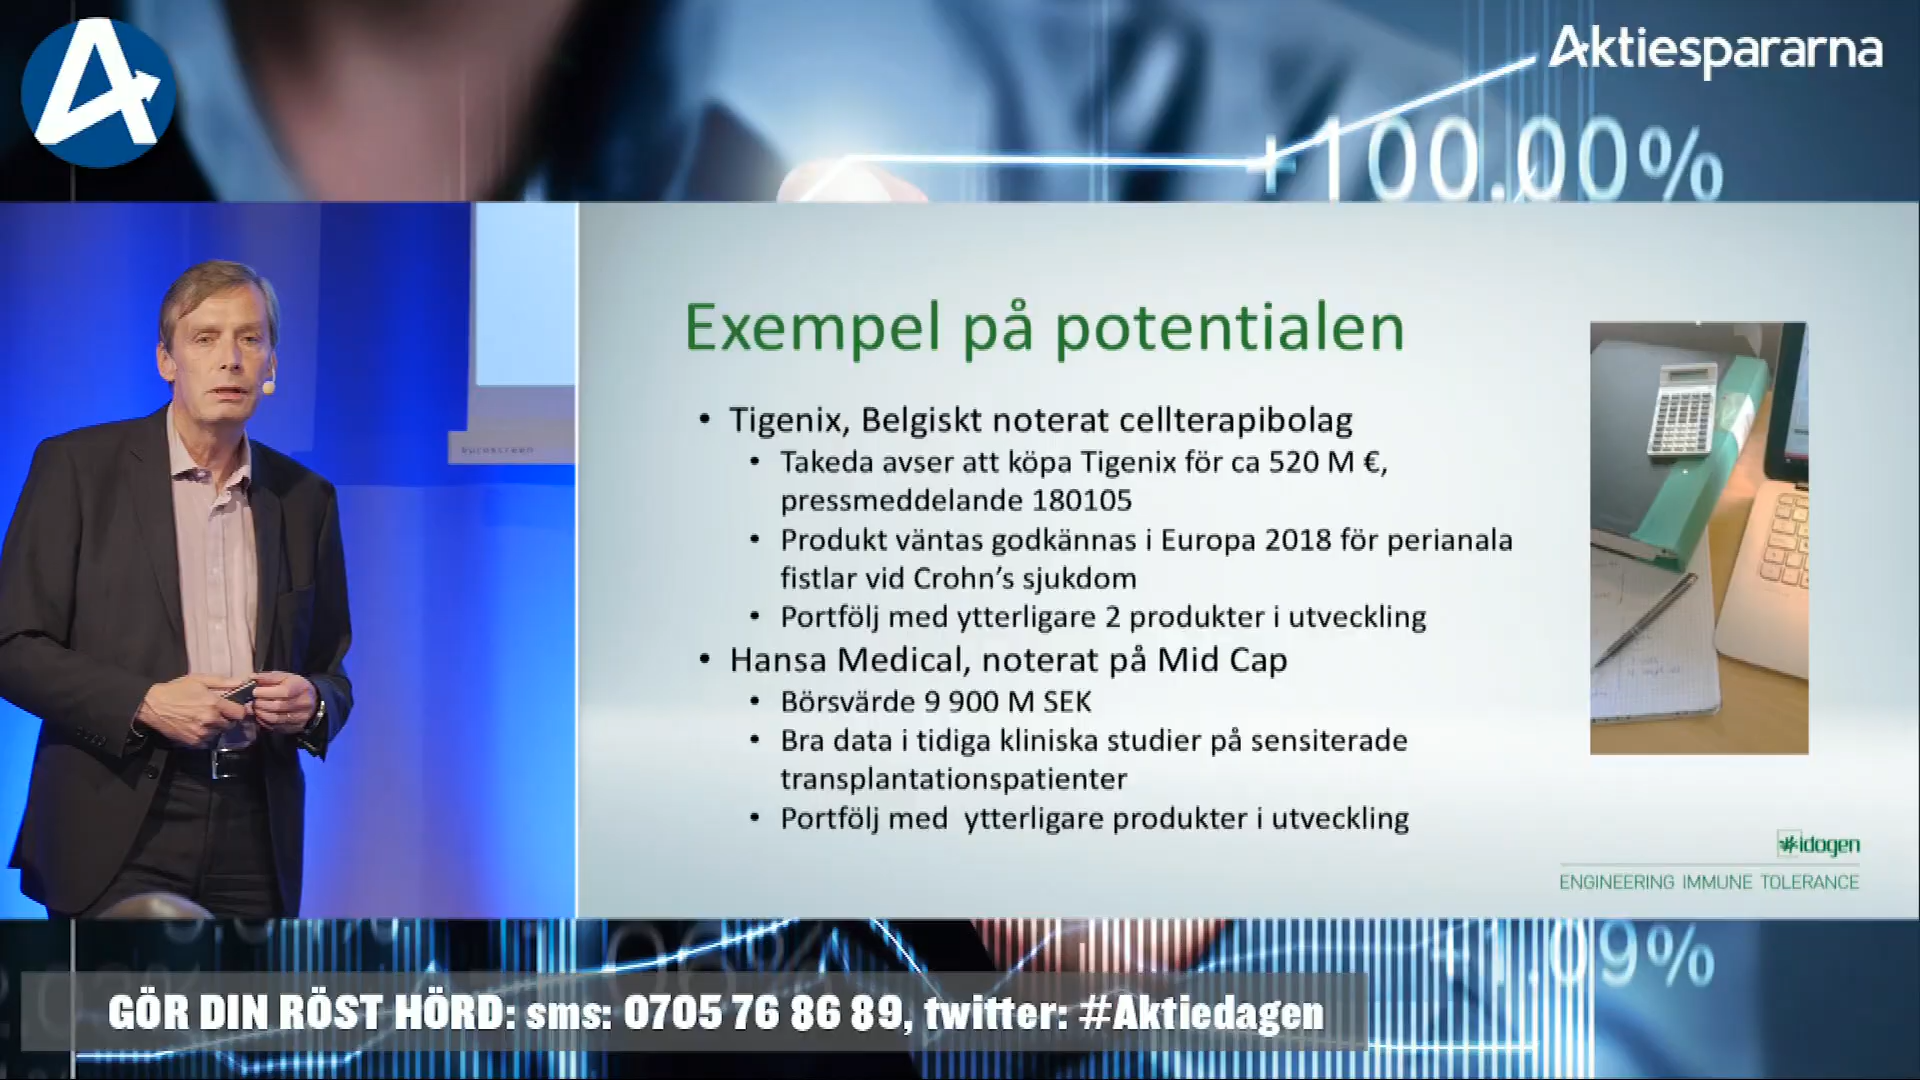 Aktiespararna
+100.00%
Exempel på potentialen
• Tigenix, Belgiskt noterat cellterapibolag
• Takeda avser att köpa Tigenix för ca 520 M €,
pressmeddelande 180105
• Produkt väntas godkännas i Europa 2018 för perianala
fistlar vid Crohn’s sjukdom
• Portfölj med ytterligare 2 produkter i utveckling
• Hansa Medical, noterat på Mid Cap
• Börsvärde 9 900 M SEK
• Bra data i tidiga kliniska studier på sensiterade
transplantationspatienter
• Portfölj med  ytterligare produkter i utveckling
idogen
ENGINEERING IMMUNE TOLERANCE
GÖR DIN RÖST HÖRD: sms: 0705 76 86 89, twitter: #Aktiedagen